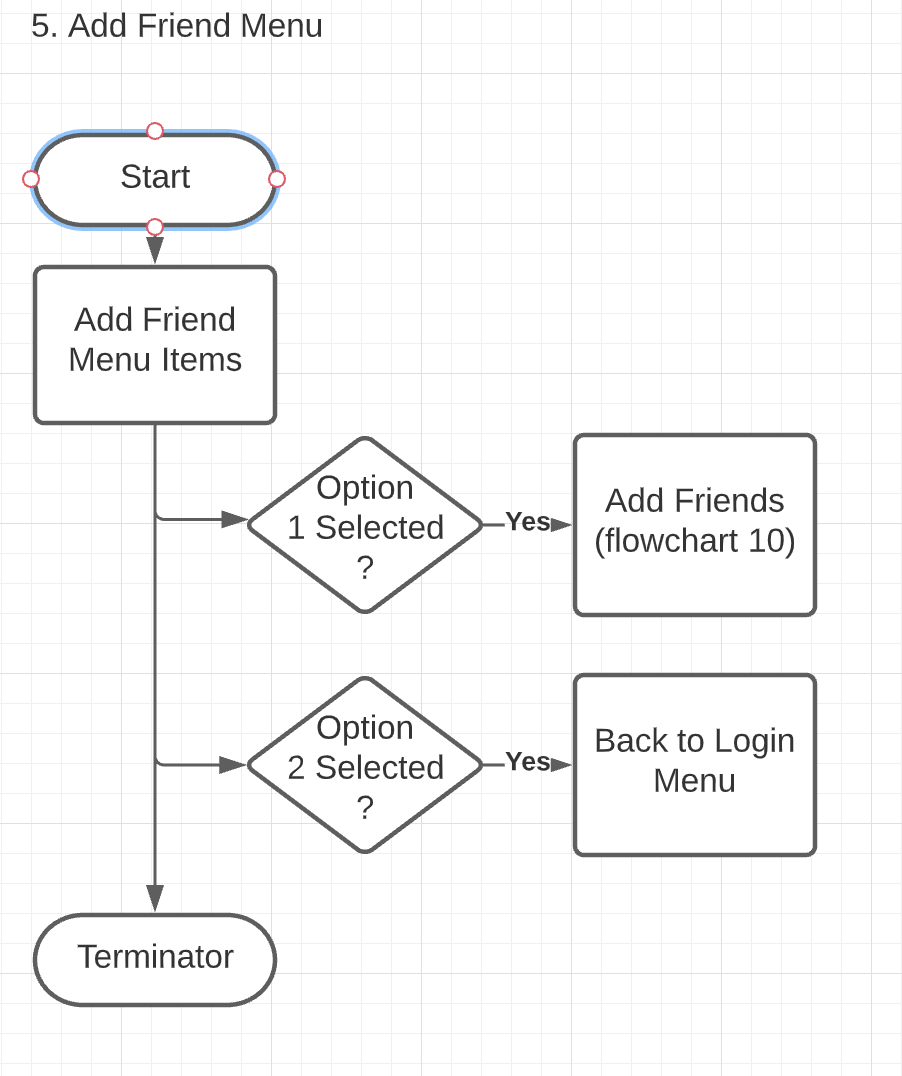 5. Add Friend Menu
Start
Add Friend
Menu Items
Option
1 Selected
?
Yes
Add Friends
(flowchart 10)
Option
2 Selected
?
Yes
Back to Login
Menu
Terminator